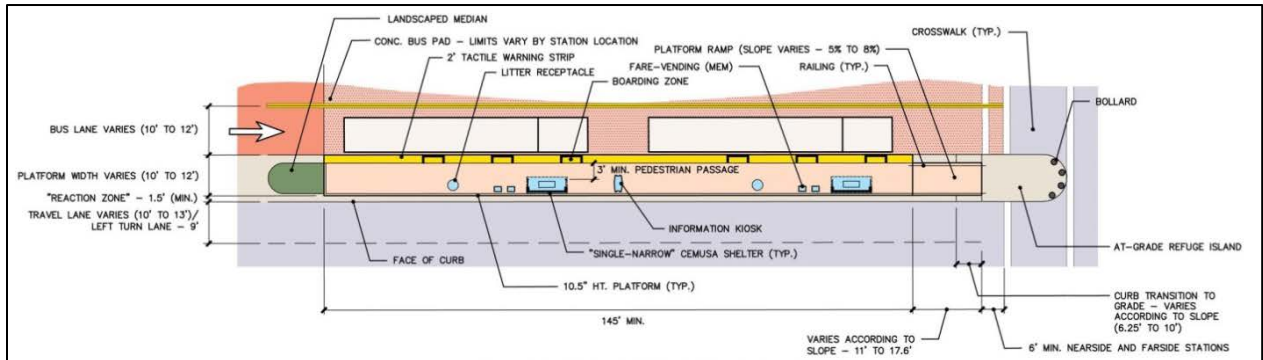 LANDSCAPED MEDIAN
CONC. BUS PAD – LIMITS VARY BY STATION LOCATION
2' TACTILE WARNING STRIP
LITTER RECEPTACLE
PLATFORM RAMP (SLOPE VARIES – 5% TO 8%)
FARE-VENDING (MEM)
RAILING (TYP.)
BOARDING ZONE
CROSSWALK (TYP.)
BOLLARD
BUS LANE VARIES (10' TO 12')
PLATFORM WIDTH VARIES (10' TO 12')
3' MIN. PEDESTRIAN PASSAGE
"REACTION ZONE" – 1.5' (MIN.)
TRAVEL LANE VARIES (10' TO 13')/
LEFT TURN LANE – 9'
INFORMATION KIOSK
AT-GRADE REFUGE ISLAND
"SINGLE-NARROW" CEMUSA SHELTER (TYP.)
FACE OF CURB
10.5" HT. PLATFORM (TYP.)
145' MIN.
CURB TRANSITION TO
GRADE – VARIES
ACCORDING TO SLOPE
(6.25' TO 10')
VARIES ACCORDING TO
SLOPE – 11' TO 17.6'
6' MIN. NEARSIDE AND FARSIDE STATIONS